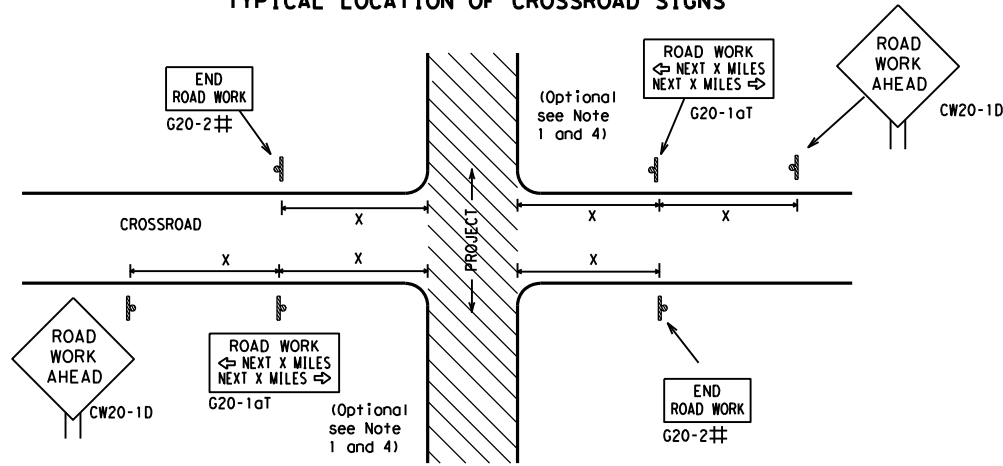 TYPICAL LOCATION OF CROSSROAD SIGNS
END
ROAD WORK
G20-2#
(Optional
see Note
1 and 4)
ROAD WORK
⇦ NEXT X MILES
NEXT X MILES ⇨
G20-1aT
ROAD
WORK
AHEAD
CW20-1D
CROSSROAD
X
X
X
PROJECT
X
X
X
ROAD
WORK
AHEAD
CW20-1D
ROAD WORK
⇦ NEXT X MILES
NEXT X MILES ⇨
G20-1aT
(Optional
see Note
1 and 4)
END
ROAD WORK
G20-2#